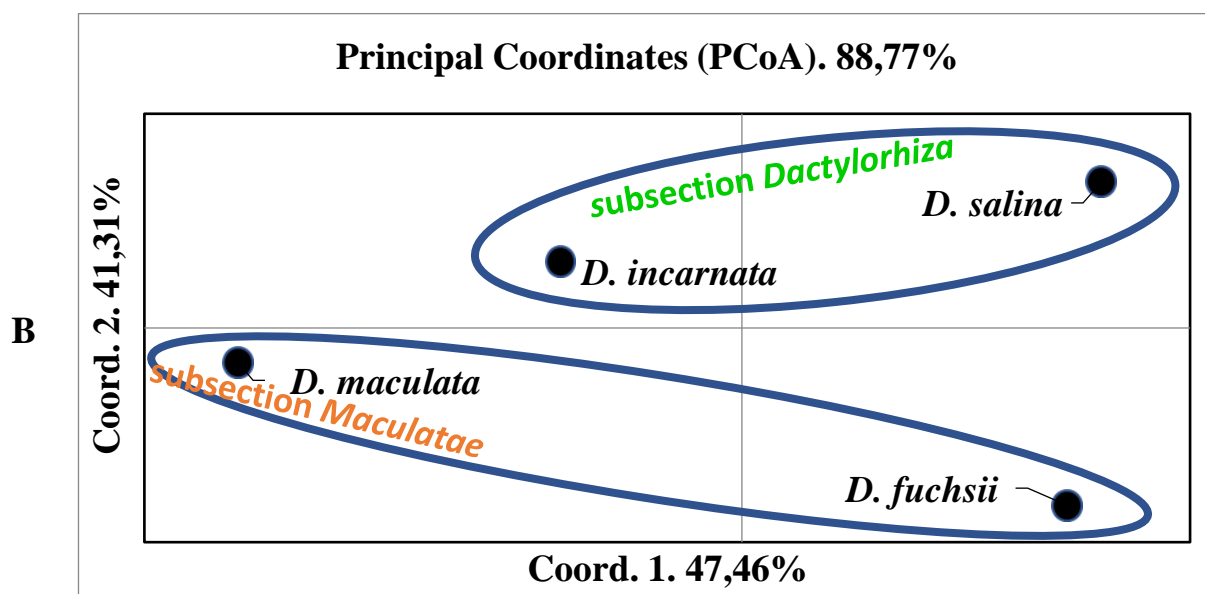 Principal Coordinates (PCoA). 88,77%
subsection Dactylorhiza
D. salina
D. incarnata
Coord. 2. 41,31%
B
D. maculata
subsection Maculatae
D. fuchsii
Coord. 1. 47,46%